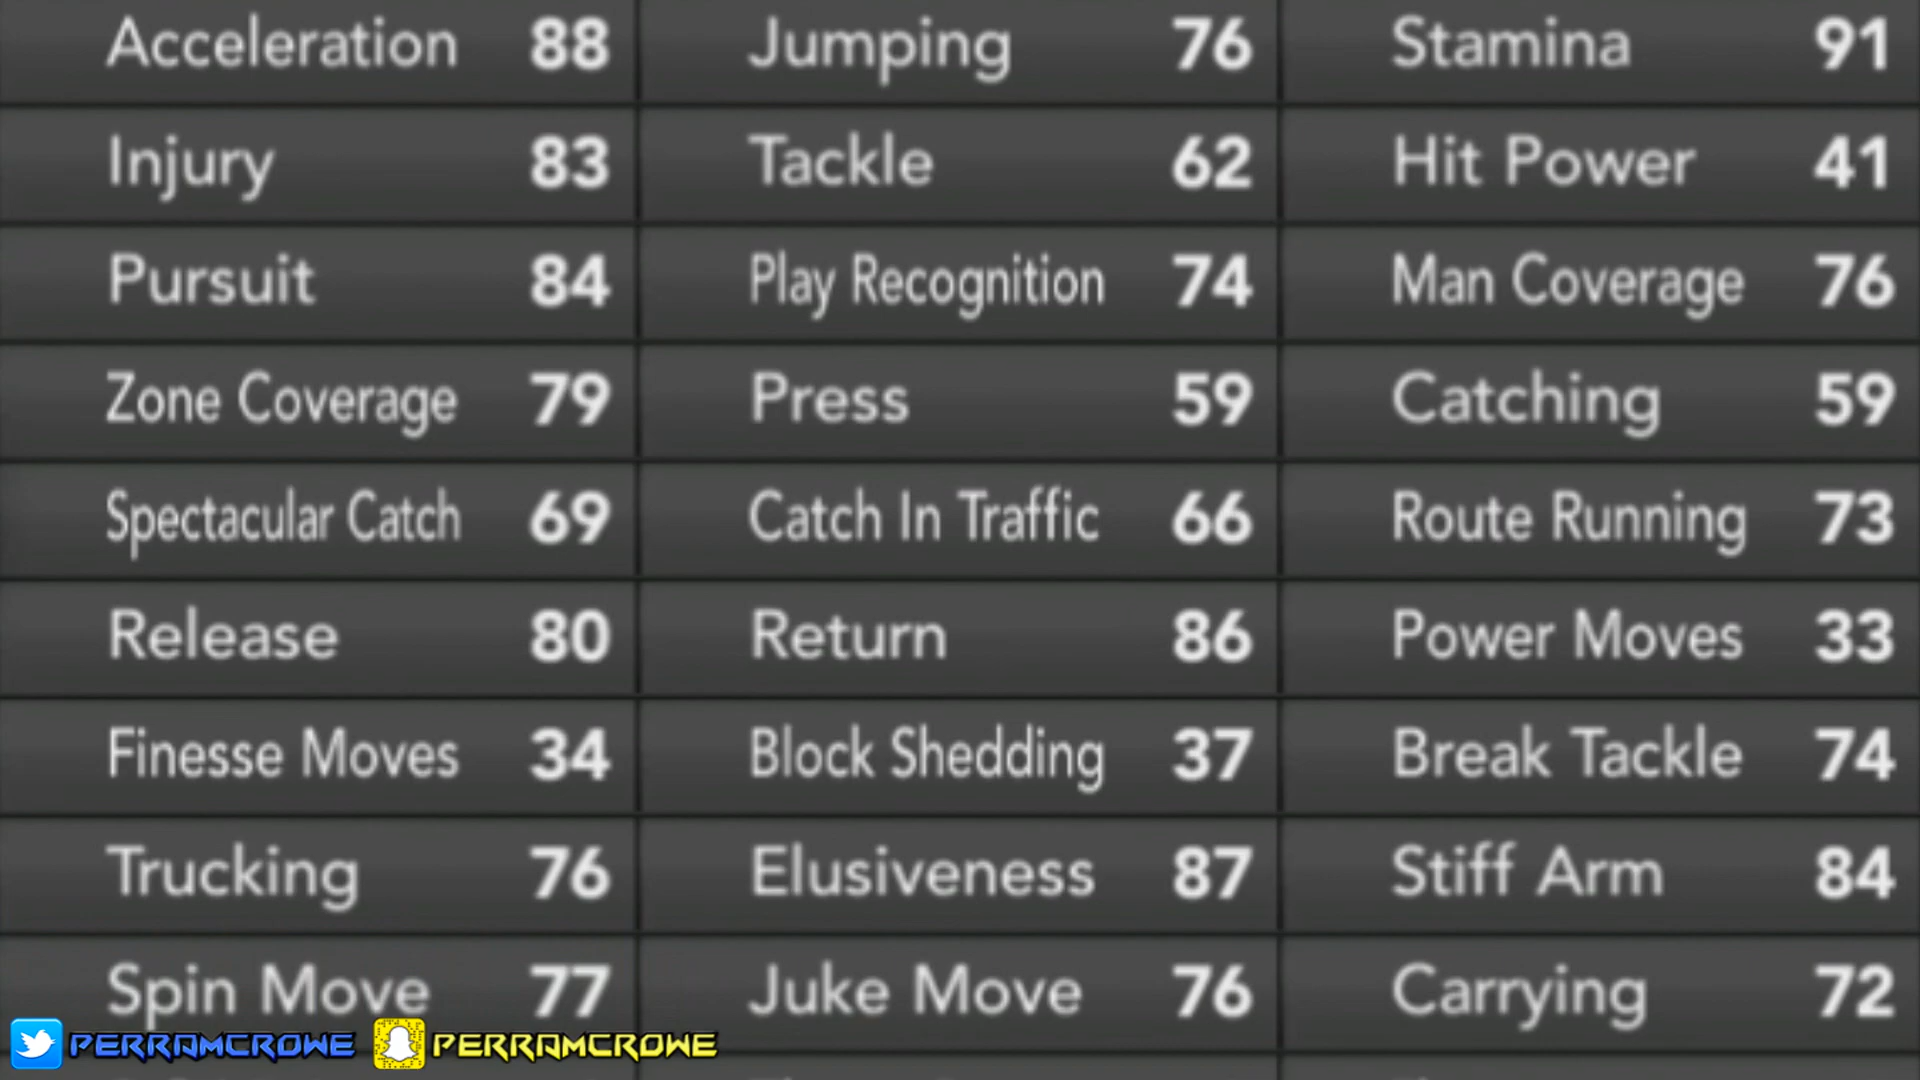 Acceleration 88 Jumping 76 Stamina 91
Injury 83 Tackle 62 Hit Power 41
Pursuit 84 Play Recognition 74 Man Coverage 76
Zone Coverage 79 Press 59 Catching 59
Spectacular Catch 69 Catch In Traffic 66 Route Running 73
Release 80 Return 86 Power Moves 33
Finesse Moves 34 Block Shedding 37 Break Tackle 74
Trucking 76 Elusiveness 87 Stiff Arm 84
Spin Move 77 Juke Move 76 Carrying 72
PERRAMCROWE PERRAMCROWE